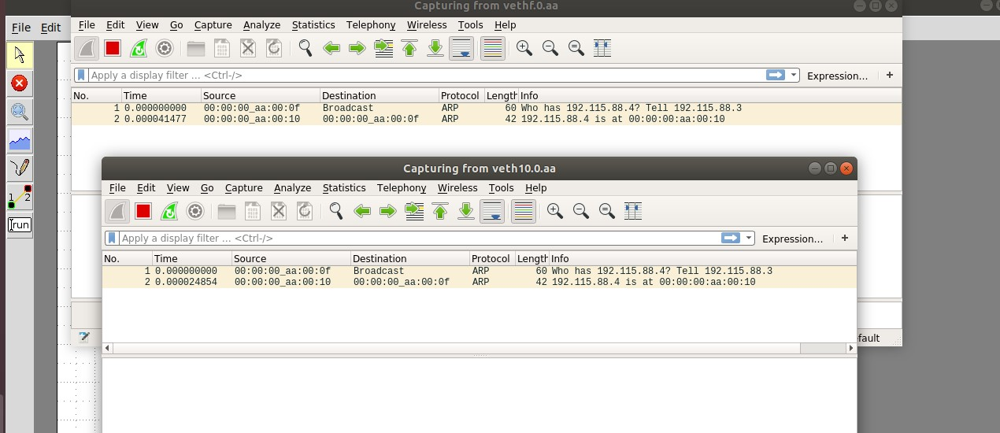 Capturing from vethf.0.aa
File Edit
File Edit View Go Capture Analyze Statistics Telephony Wireless Tools Help
Apply a display filter ... <Ctrl-/> Expression... +
No. Time Source Destination Protocol Length Info
1 0.000000000 00:00:00_aa:00:0f Broadcast ARP 60 Who has 192.115.88.4? Tell 192.115.88.3
2 0.000041477 00:00:00_aa:00:10 00:00:00_aa:00:0f ARP 42 192.115.88.4 is at 00:00:00:aa:00:10
Capturing from veth10.0.aa
File Edit View Go Capture Analyze Statistics Telephony Wireless Tools Help
1 2
run
Apply a display filter ... <Ctrl-/> Expression... +
No. Time Source Destination Protocol Length Info
1 0.000000000 00:00:00_aa:00:0f Broadcast ARP 60 Who has 192.115.88.4? Tell 192.115.88.3
2 0.000024854 00:00:00_aa:00:10 00:00:00_aa:00:0f ARP 42 192.115.88.4 is at 00:00:00:aa:00:10
fault